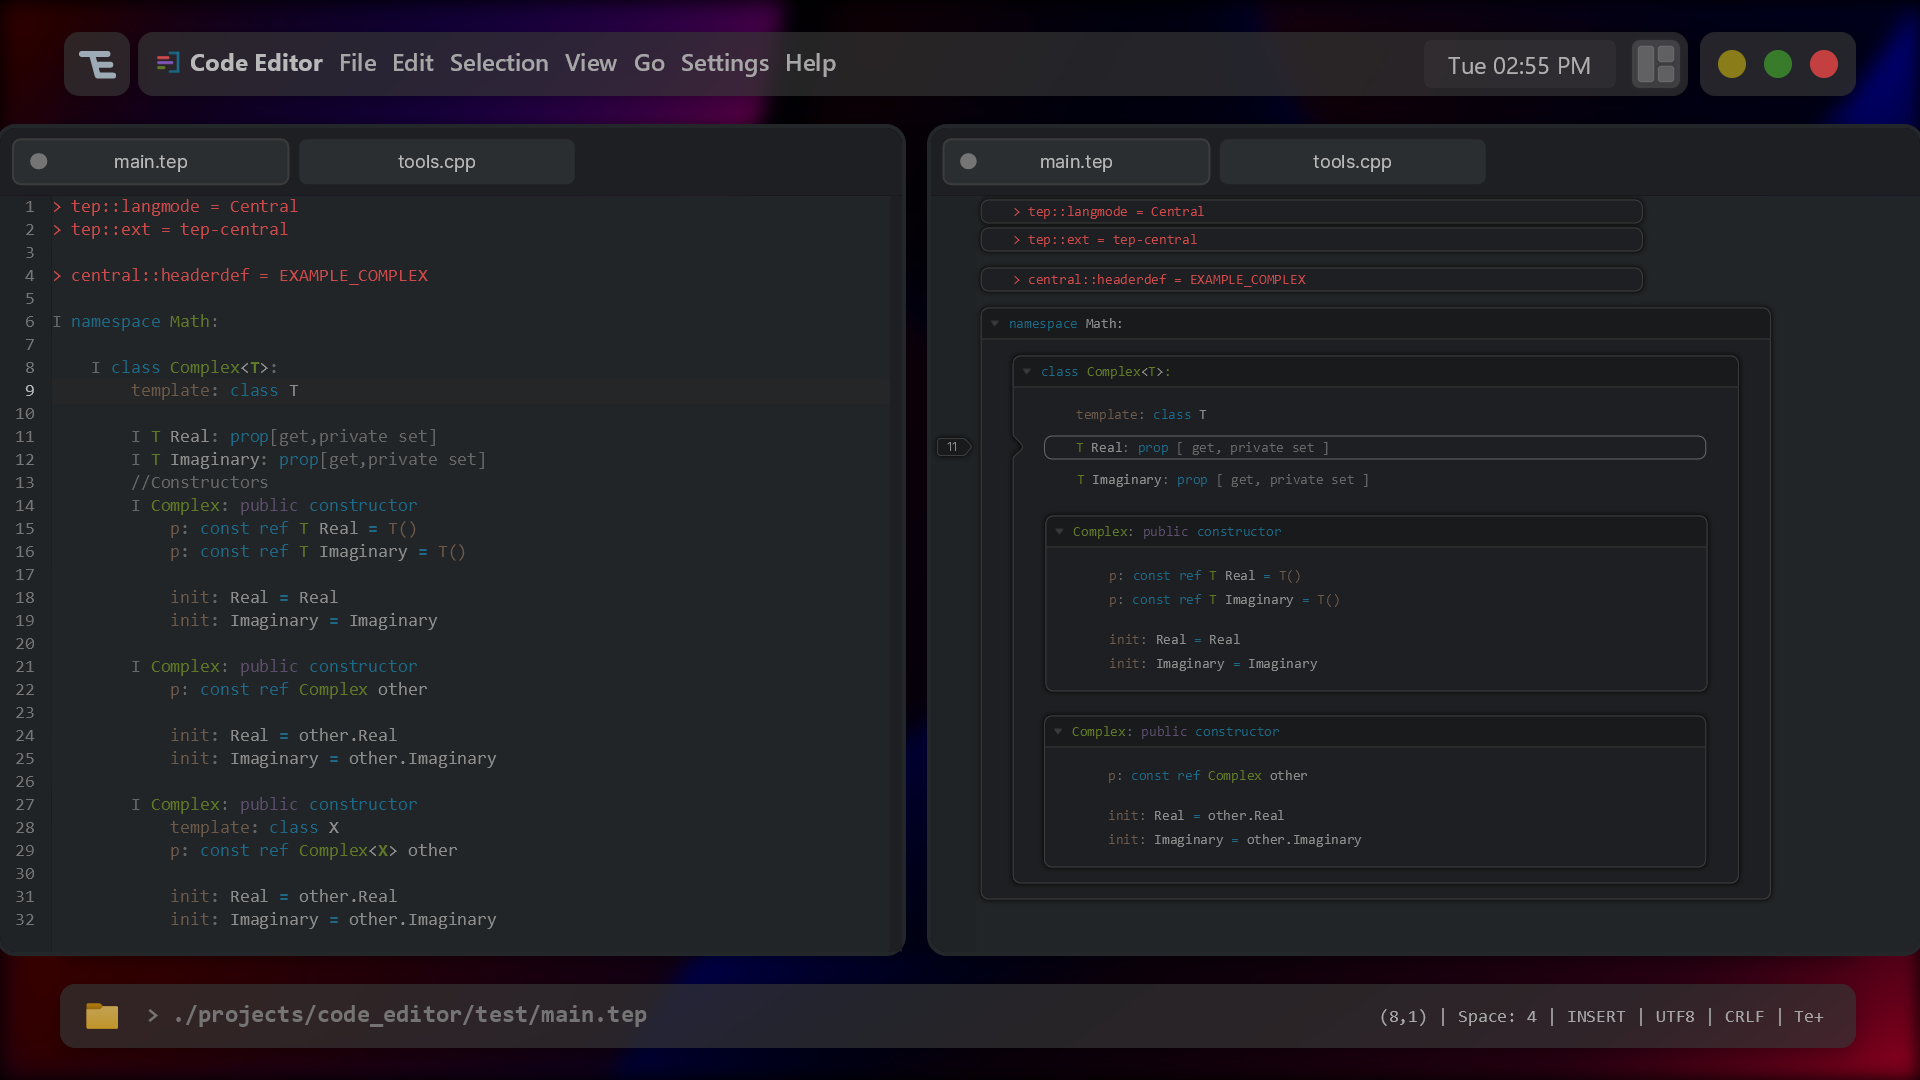 Code Editor File Edit Selection View Go Settings Help
Tue 02:55 PM
main.tep
tools.cpp
1 > tep::langmode = Central
2 > tep::ext = tep-central
3
4 > central::headerdef = EXAMPLE_COMPLEX
5
6 I namespace Math:
7
8 I class Complex<T>:
9 template: class T
10
11 I T Real: prop[get,private set]
12 I T Imaginary: prop[get,private set]
13 //Constructors
14 I Complex: public constructor
15 p: const ref T Real = T()
16 p: const ref T Imaginary = T()
17
18 init: Real = Real
19 init: Imaginary = Imaginary
20
21 I Complex: public constructor
22 p: const ref Complex other
23
24 init: Real = other.Real
25 init: Imaginary = other.Imaginary
26
27 I Complex: public constructor
28 template: class X
29 p: const ref Complex<X> other
30
31 init: Real = other.Real
32 init: Imaginary = other.Imaginary
main.tep
tools.cpp
> tep::langmode = Central
> tep::ext = tep-central
> central::headerdef = EXAMPLE_COMPLEX
namespace Math:
class Complex<T>:
template: class T
11 T Real: prop [ get, private set ]
T Imaginary: prop [ get, private set ]
Complex: public constructor
p: const ref T Real = T()
p: const ref T Imaginary = T()
init: Real = Real
init: Imaginary = Imaginary
Complex: public constructor
p: const ref Complex other
init: Real = other.Real
init: Imaginary = other.Imaginary
> ./projects/code_editor/test/main.tep
(8,1) | Space: 4 | INSERT | UTF8 | CRLF | Te+